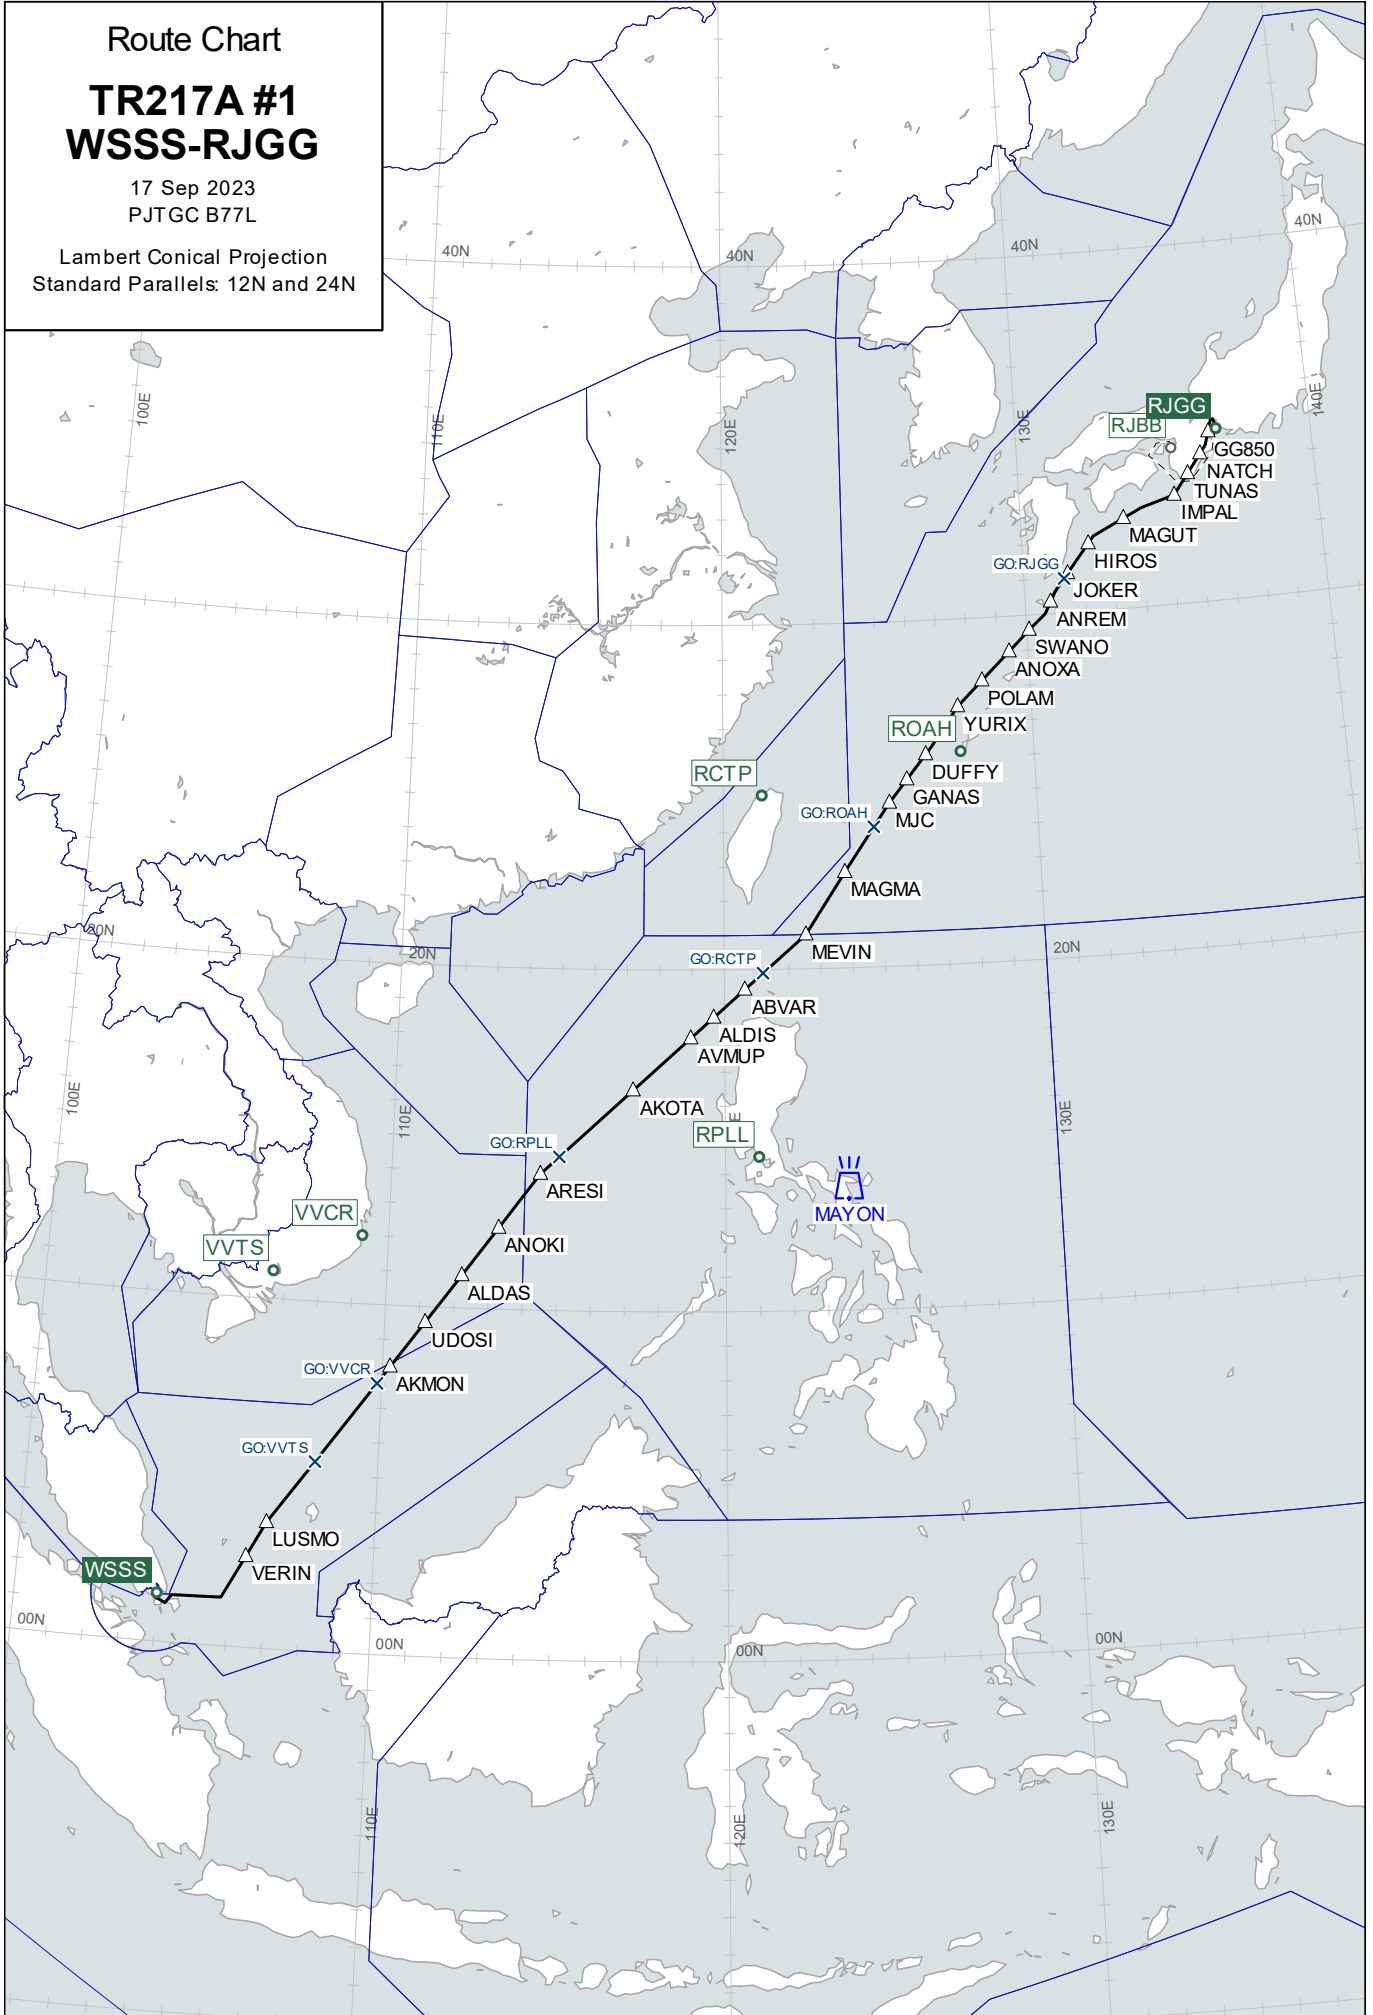 Route Chart
TR217A #1
WSSS-RJGG
17 Sep 2023
PJTGC B77L
Lambert Conical Projection
Standard Parallels: 12N and 24N
40N
40N
40N
40N
100E
110E
120E
130E
140E
RJGG
RJBB
GG850
NATCH
TUNAS
IMPAL
MAGUT
HIROS
GO:RJGG
JOKER
ANREM
SWANO
ANOXA
POLAM
YURIX
ROAH
DUFFY
RCTP
GANAS
GO:ROAH
MJC
MAGMA
20N
20N
20N
MEVIN
GO:RCTP
ABVAR
ALDIS
AVMUP
100E
110E
AKOTA
E
130E
RPLL
GO:RPLL
ARESI
VVCR
MAYON
VVTS
ANOKI
ALDAS
UDOSI
GO:VVCR
AKMON
GO:VVTS
LUSMO
VERIN
WSSS
00N
00N
00N
00N
110E
120E
130E